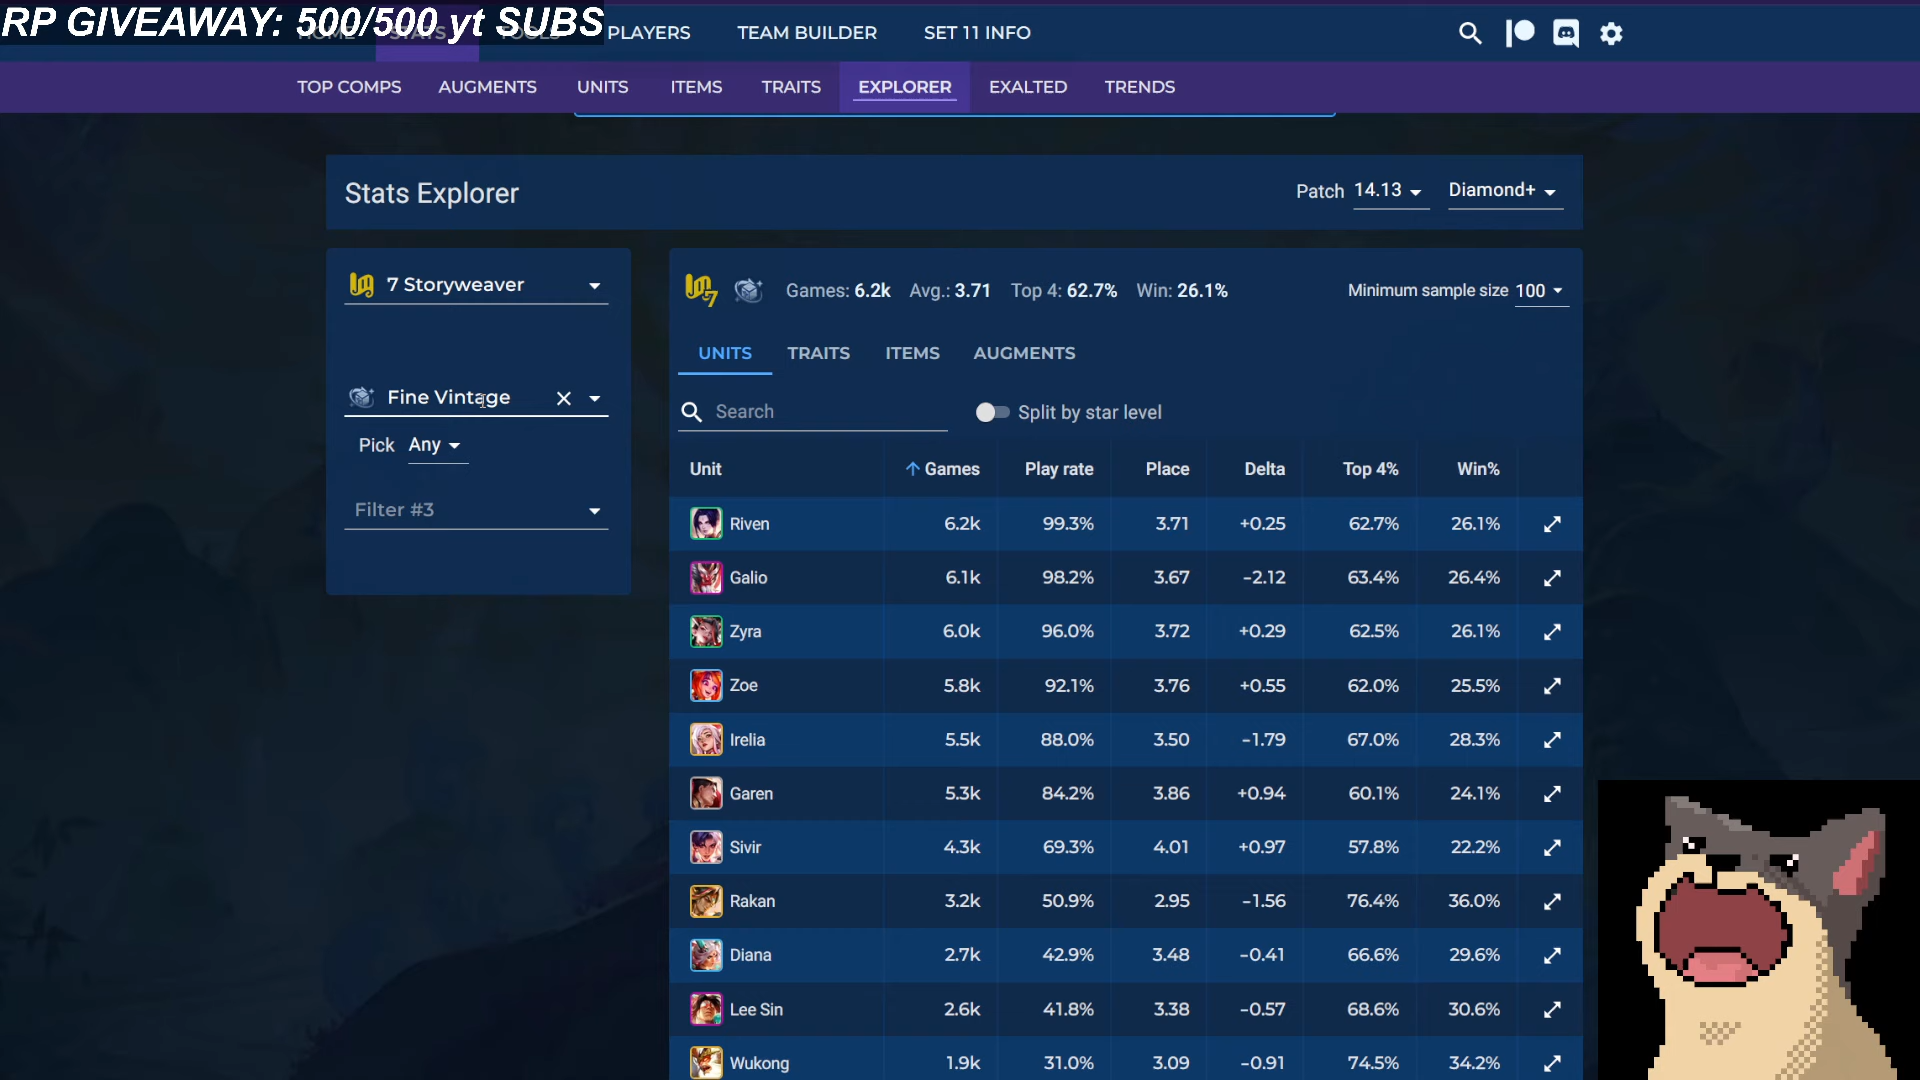 RP GIVEAWAY: 500/500 yt SUBS
HOME STATS TOOLS PLAYERS TEAM BUILDER SET 11 INFO
TOP COMPS AUGMENTS UNITS ITEMS TRAITS EXPLORER EXALTED TRENDS
Stats Explorer Patch 14.13 Diamond+
7 Storyweaver
Fine Vintage
Pick Any
Filter #3
7 Games: 6.2k Avg.: 3.71 Top 4: 62.7% Win: 26.1% Minimum sample size 100
UNITS TRAITS ITEMS AUGMENTS
Search Split by star level
Unit Games Play rate Place Delta Top 4% Win%
Riven 6.2k 99.3% 3.71 +0.25 62.7% 26.1%
Galio 6.1k 98.2% 3.67 -2.12 63.4% 26.4%
Zyra 6.0k 96.0% 3.72 +0.29 62.5% 26.1%
Zoe 5.8k 92.1% 3.76 +0.55 62.0% 25.5%
Irelia 5.5k 88.0% 3.50 -1.79 67.0% 28.3%
Garen 5.3k 84.2% 3.86 +0.94 60.1% 24.1%
Sivir 4.3k 69.3% 4.01 +0.97 57.8% 22.2%
Rakan 3.2k 50.9% 2.95 -1.56 76.4% 36.0%
Diana 2.7k 42.9% 3.48 -0.41 66.6% 29.6%
Lee Sin 2.6k 41.8% 3.38 -0.57 68.6% 30.6%
Wukong 1.9k 31.0% 3.09 -0.91 74.5% 34.2%